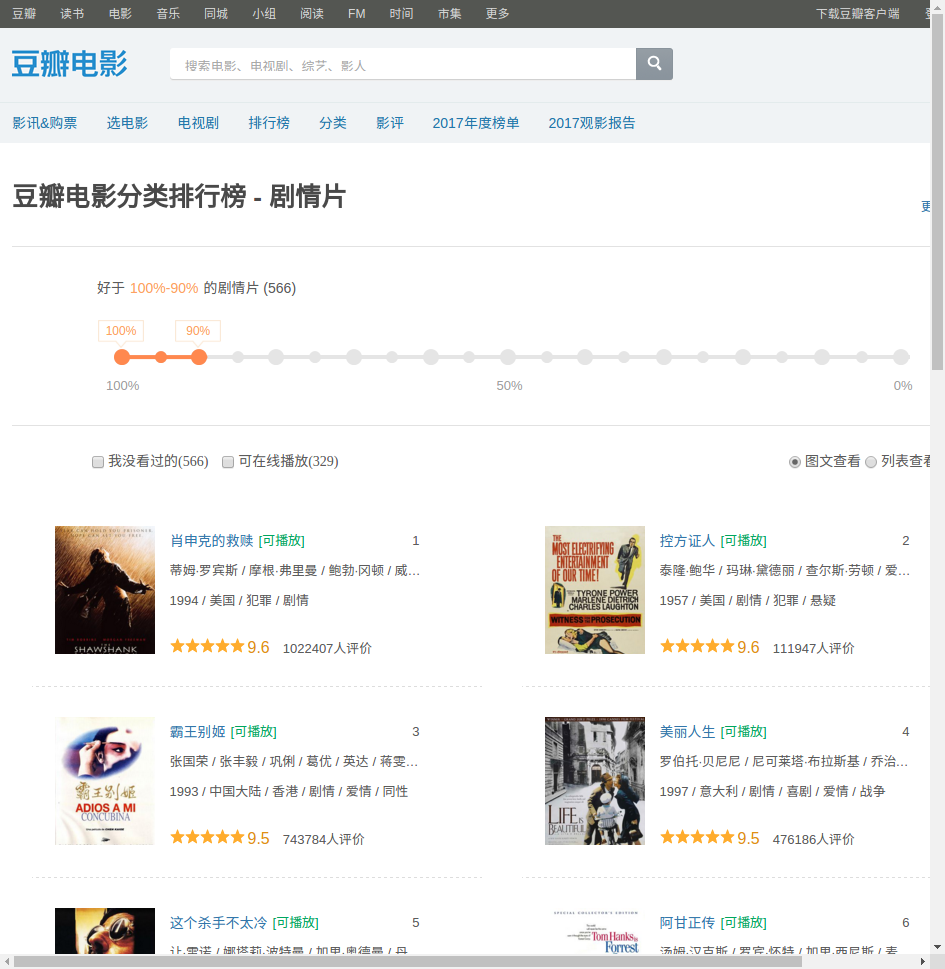 豆瓣 读书 电影 音乐 同城 小组 阅读 FM 时间 市集 更多 下载豆瓣客户端
豆瓣电影
搜索电影、电视剧、综艺、影人
影讯&购票 选电影 电视剧 排行榜 分类 影评 2017年度榜单 2017观影报告
豆瓣电影分类排行榜 - 剧情片
更
好于 100%-90% 的剧情片 (566)
100% 90%
100% 50% 0%
我没看过的(566) 可在线播放(329) 图文查看 列表查看
肖申克的救赎 [可播放] 1
蒂姆·罗宾斯 / 摩根·弗里曼 / 鲍勃·冈顿 / 威…
1994 / 美国 / 犯罪 / 剧情
9.6 1022407人评价
THE SHAWSHANK
控方证人 [可播放] 2
泰隆·鲍华 / 玛琳·黛德丽 / 查尔斯·劳顿 / 爱…
1957 / 美国 / 剧情 / 犯罪 / 悬疑
9.6 111947人评价
THE MOST ELECTRIFYING ENTERTAINMENT OF OUR TIME!
TYRONE POWER
MARLENE DIETRICH
CHARLES LAUGHTON
WITNESS FOR THE PROSECUTION
霸王别姬 [可播放] 3
张国荣 / 张丰毅 / 巩俐 / 葛优 / 英达 / 蒋雯…
1993 / 中国大陆 / 香港 / 剧情 / 爱情 / 同性
9.5 743784人评价
霸王别姬
ADIOS A MI
CONCUBINA
美丽人生 [可播放] 4
罗伯托·贝尼尼 / 尼可莱塔·布拉斯基 / 乔治…
1997 / 意大利 / 剧情 / 喜剧 / 爱情 / 战争
9.5 476186人评价
LIFE IS BEAUTIFUL
这个杀手不太冷 [可播放] 5
让·雷诺 / 娜塔莉·波特曼 / 加里·奥德曼 / 丹…
阿甘正传 [可播放] 6
汤姆·汉克斯 / 罗宾·怀特 / 加里·西尼斯 / 麦…
SPECIAL COLLECTOR'S EDITION
Tom Hanks is
Forrest